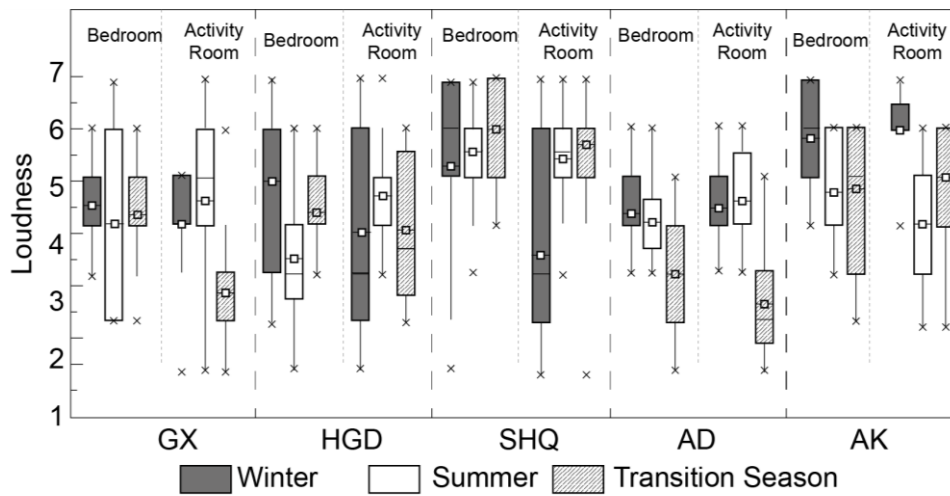 Bedroom Activity Room Bedroom Activity Room Bedroom Activity Room Bedroom Activity Room Bedroom Activity Room
Loudness
7
6
5
4
3
2
1
GX HGD SHQ AD AK
Winter Summer Transition Season